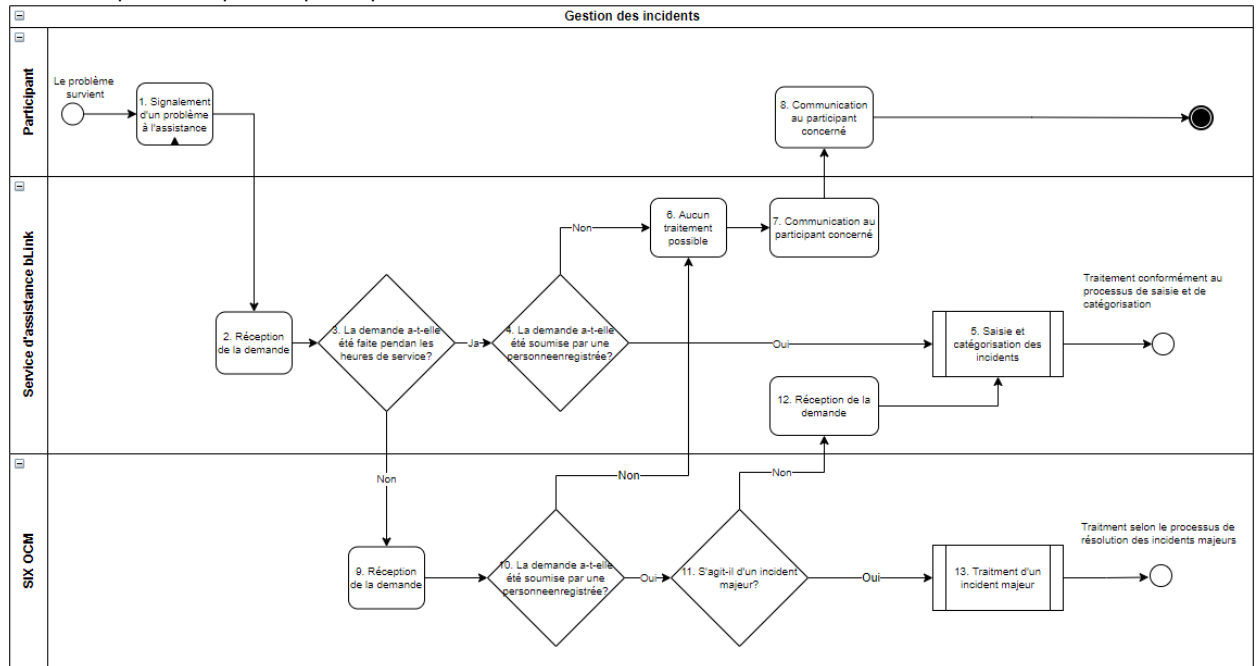 Gestion des incidents
Participant
Le problème
survient
1. Signalement
d'un problème
à l'assistance
8. Communication
au participant
concerné
Service d'assistance bLink
2. Réception
de la demande
3. La demande a-t-elle
été faite pendan les
heures de service?
Ja
4. La demande a-t-elle
été soumise par une
personneenregistrée?
Non
6. Aucun
traitement
possible
7. Communication au
participant concerné
Oui
5. Saisie et
catégorisation des
incidents
Traitement conformément au
processus de saisie et de
catégorisation
12. Réception de la
demande
Non
SIX OCM
9. Réception
de la demande
10. La demande a-t-elle
été soumise par une
personneenregistrée?
Non
Oui
11. S'agit-il d'un incident
majeur?
Non
Oui
13. Traitement d'un
incident majeur
Traitment selon le processus de
résolution des incidents majeurs